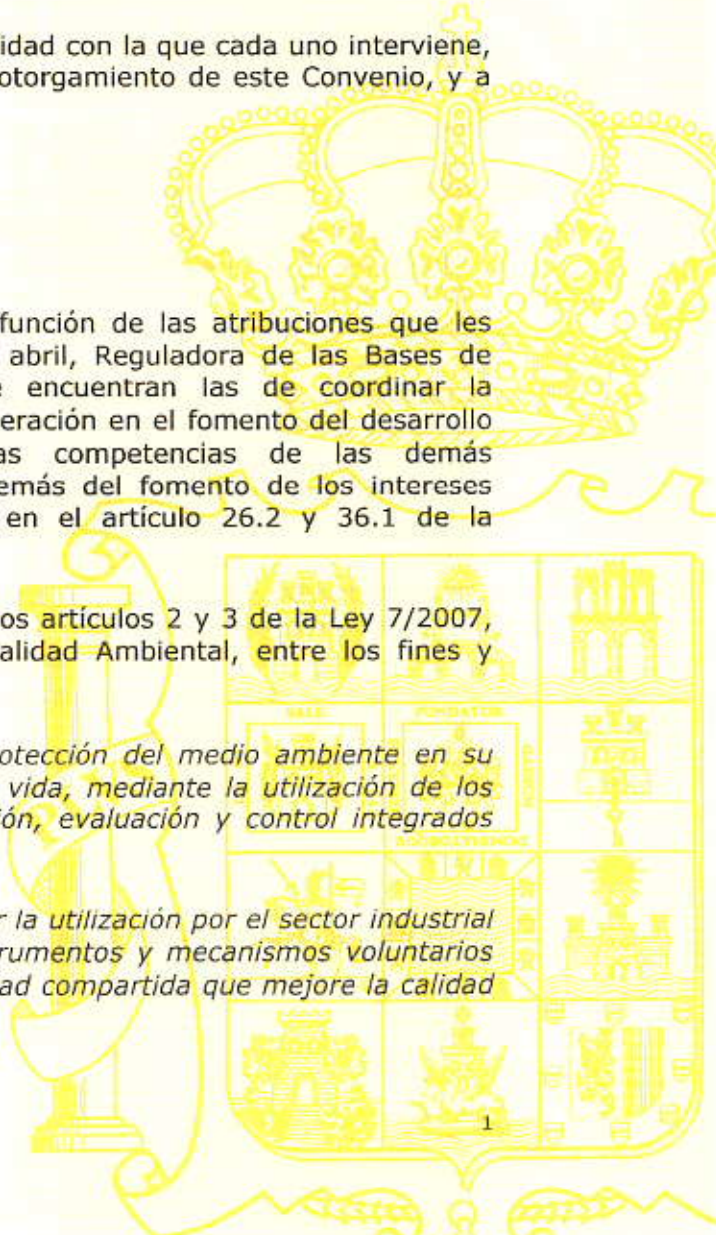 idad con la que cada uno interviene,
otorgamiento de este Convenio, y a
función de las atribuciones que les
abril, Reguladora de las Bases de
encuentran las de coordinar la
eración en el fomento del desarrollo
as competencias de las demás
emás del fomento de los intereses
en el artículo 26.2 y 36.1 de la
os artículos 2 y 3 de la Ley 7/2007,
alidad Ambiental, entre los fines y
otección del medio ambiente en su
vida, mediante la utilización de los
ión, evaluación y control integrados
r la utilización por el sector industrial
rumentos y mecanismos voluntarios
ad compartida que mejore la calidad
1